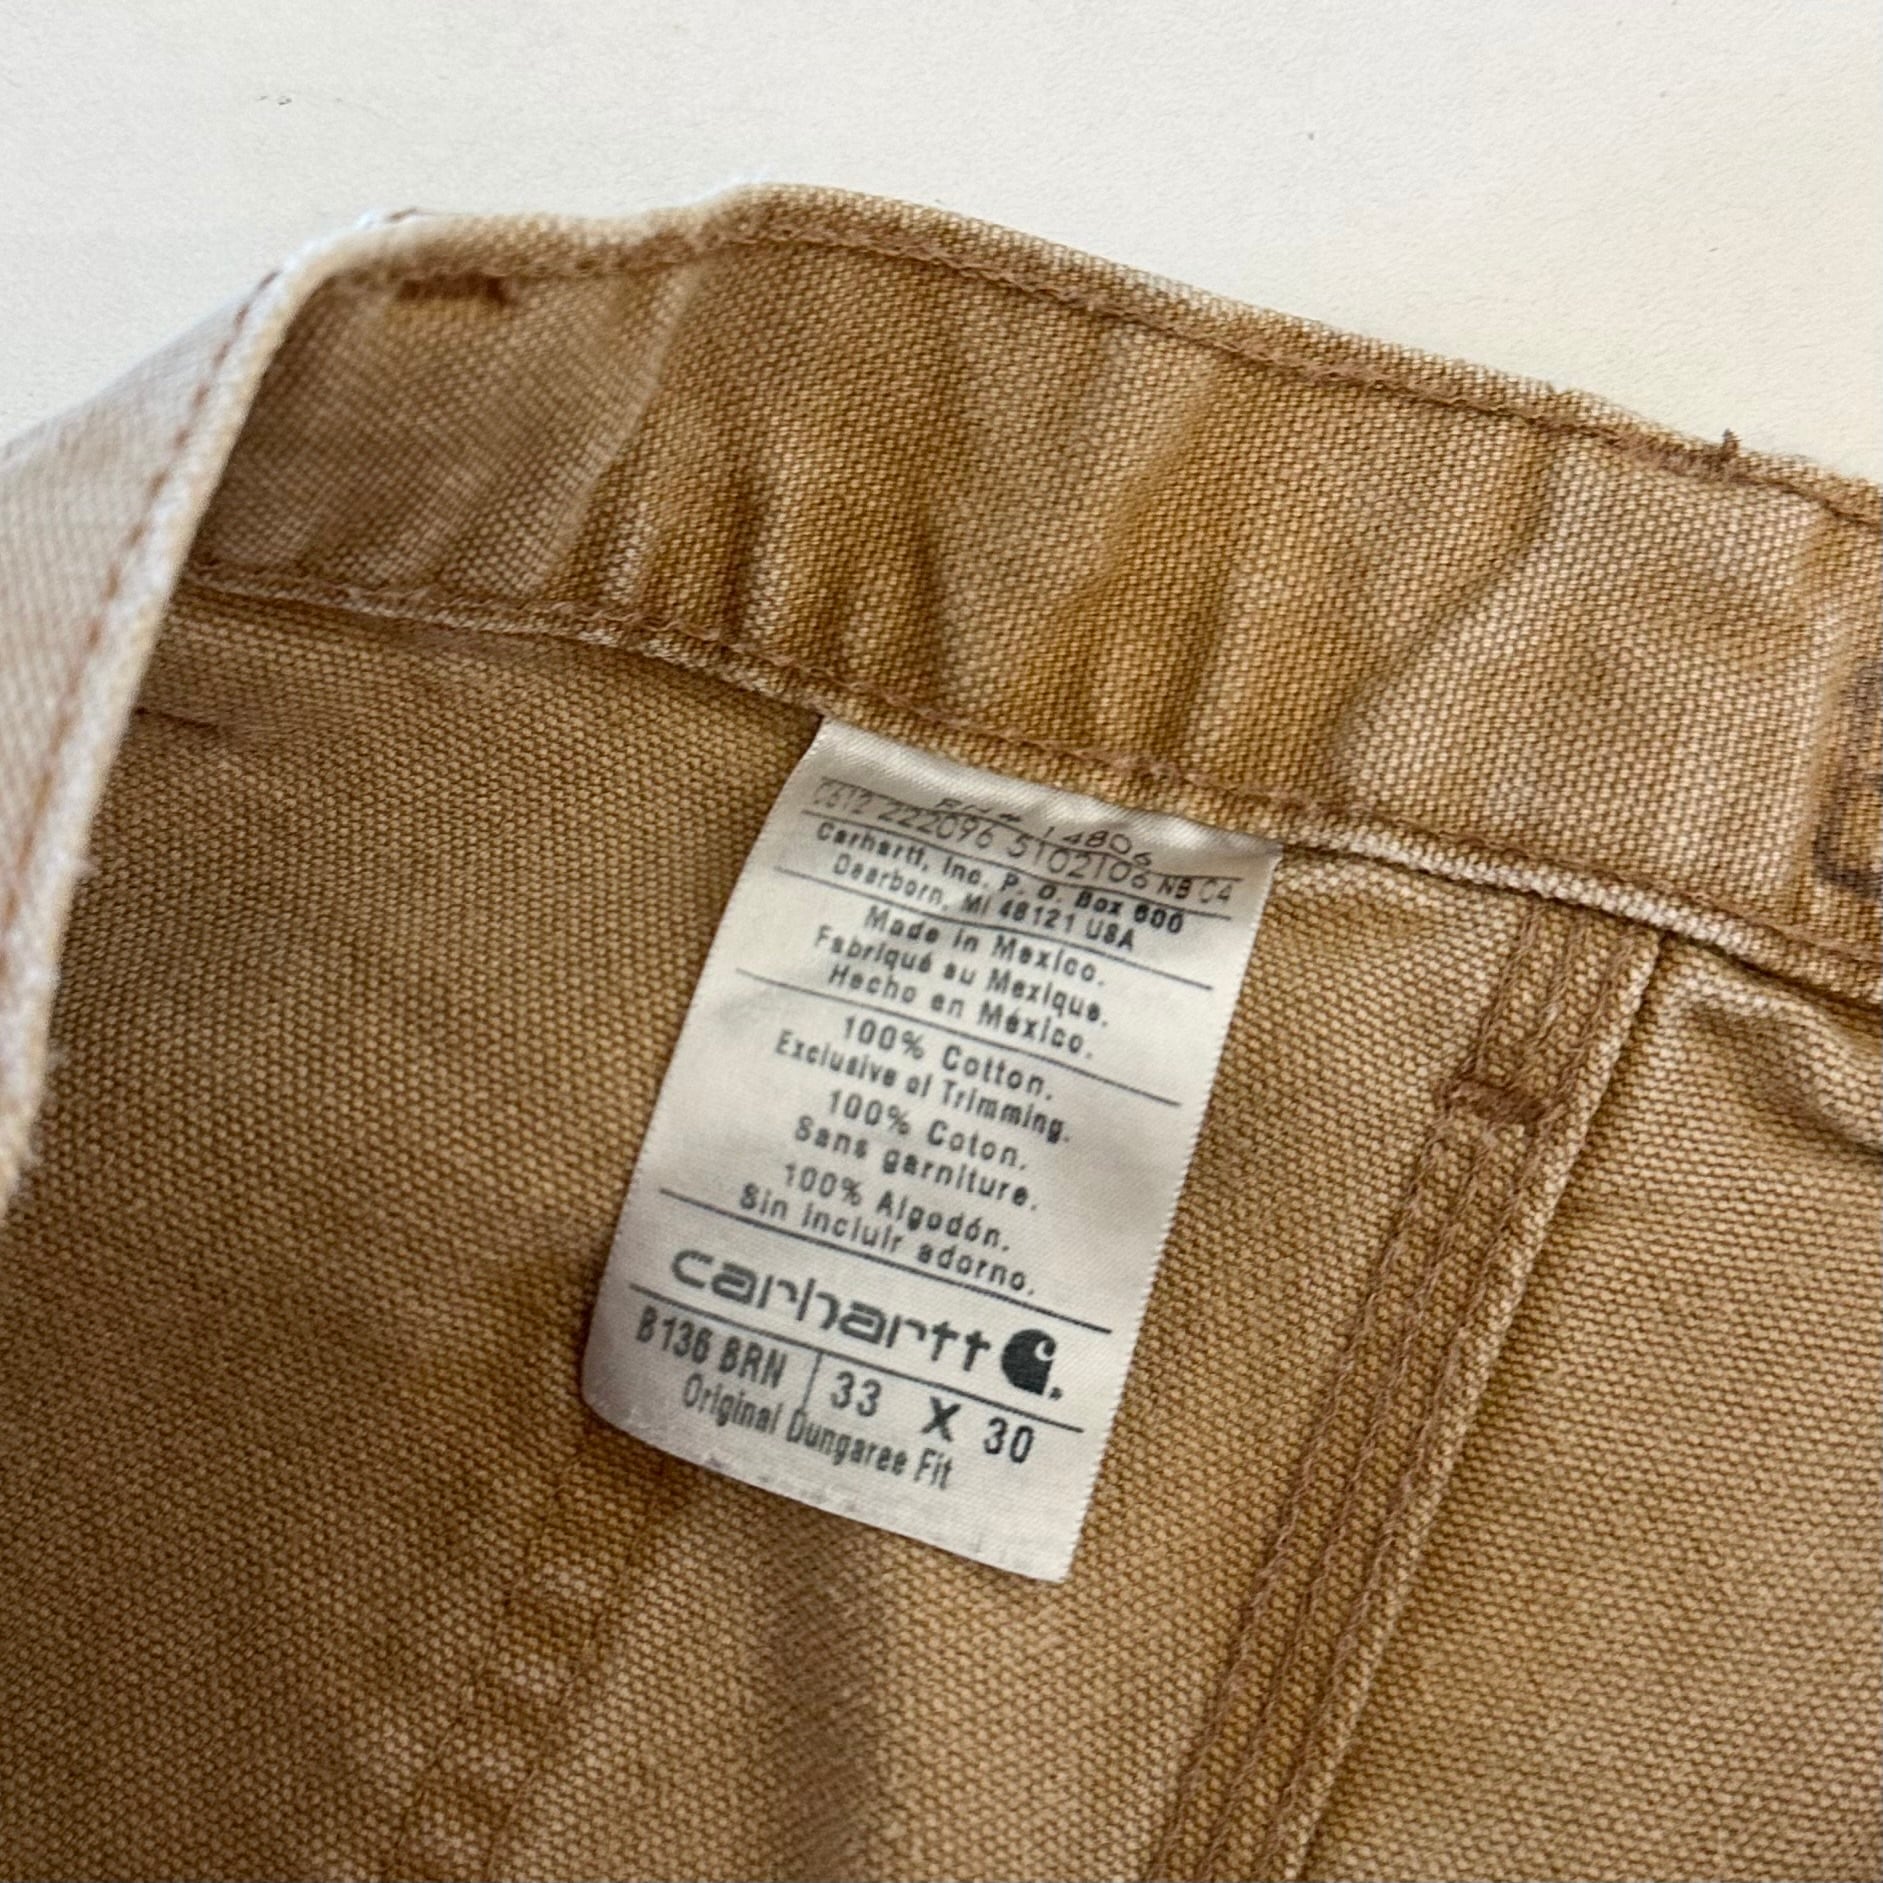 RN# 14806
0612 222096 5102106 NB C4
Carhartt, Inc. P. O. Box 600
Dearborn, MI 48121 USA
Made in Mexico.
Fabriqué au Mexique.
Hecho en México.
100% Cotton.
Exclusive of Trimming.
100% Coton.
Sans garniture.
100% Algodón.
Sin incluir adorno.
carhartt
B136 BRN 33 X 30
Original Dungaree Fit